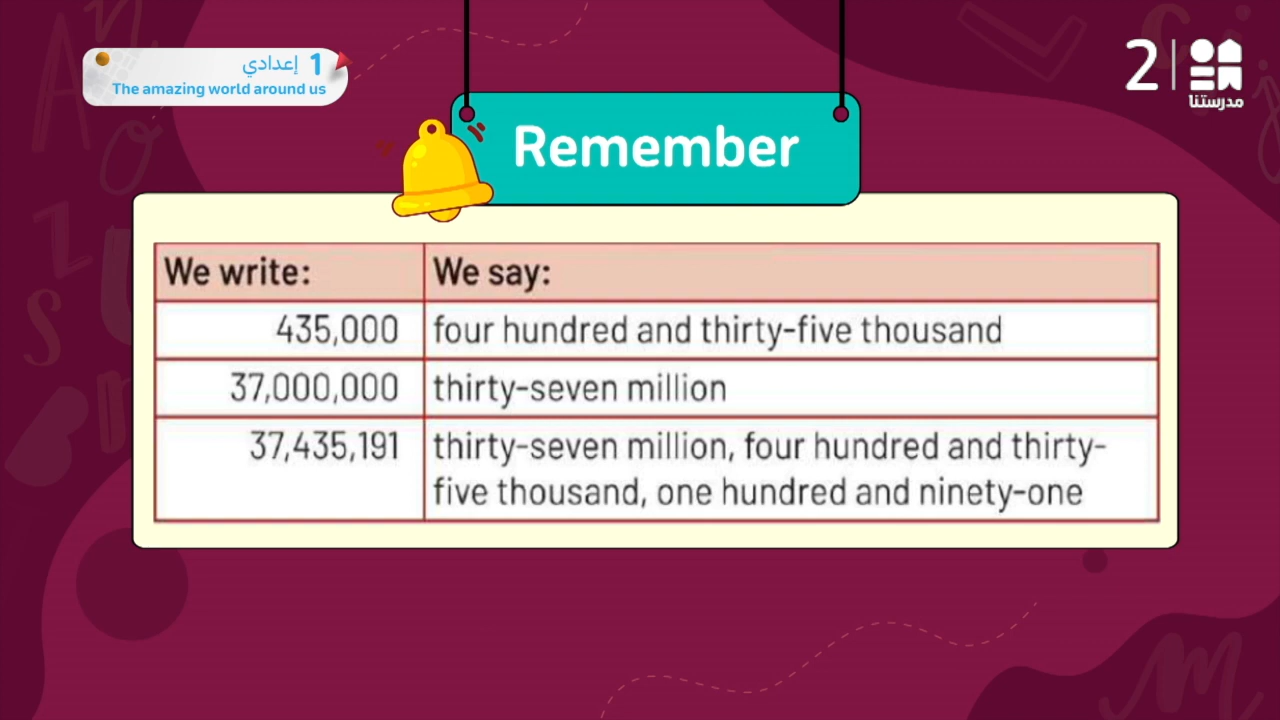 1 إعدادي
The amazing world around us
2
مدرستنا
Remember
We write: We say:
435,000 four hundred and thirty-five thousand
37,000,000 thirty-seven million
37,435,191 thirty-seven million, four hundred and thirty-
five thousand, one hundred and ninety-one